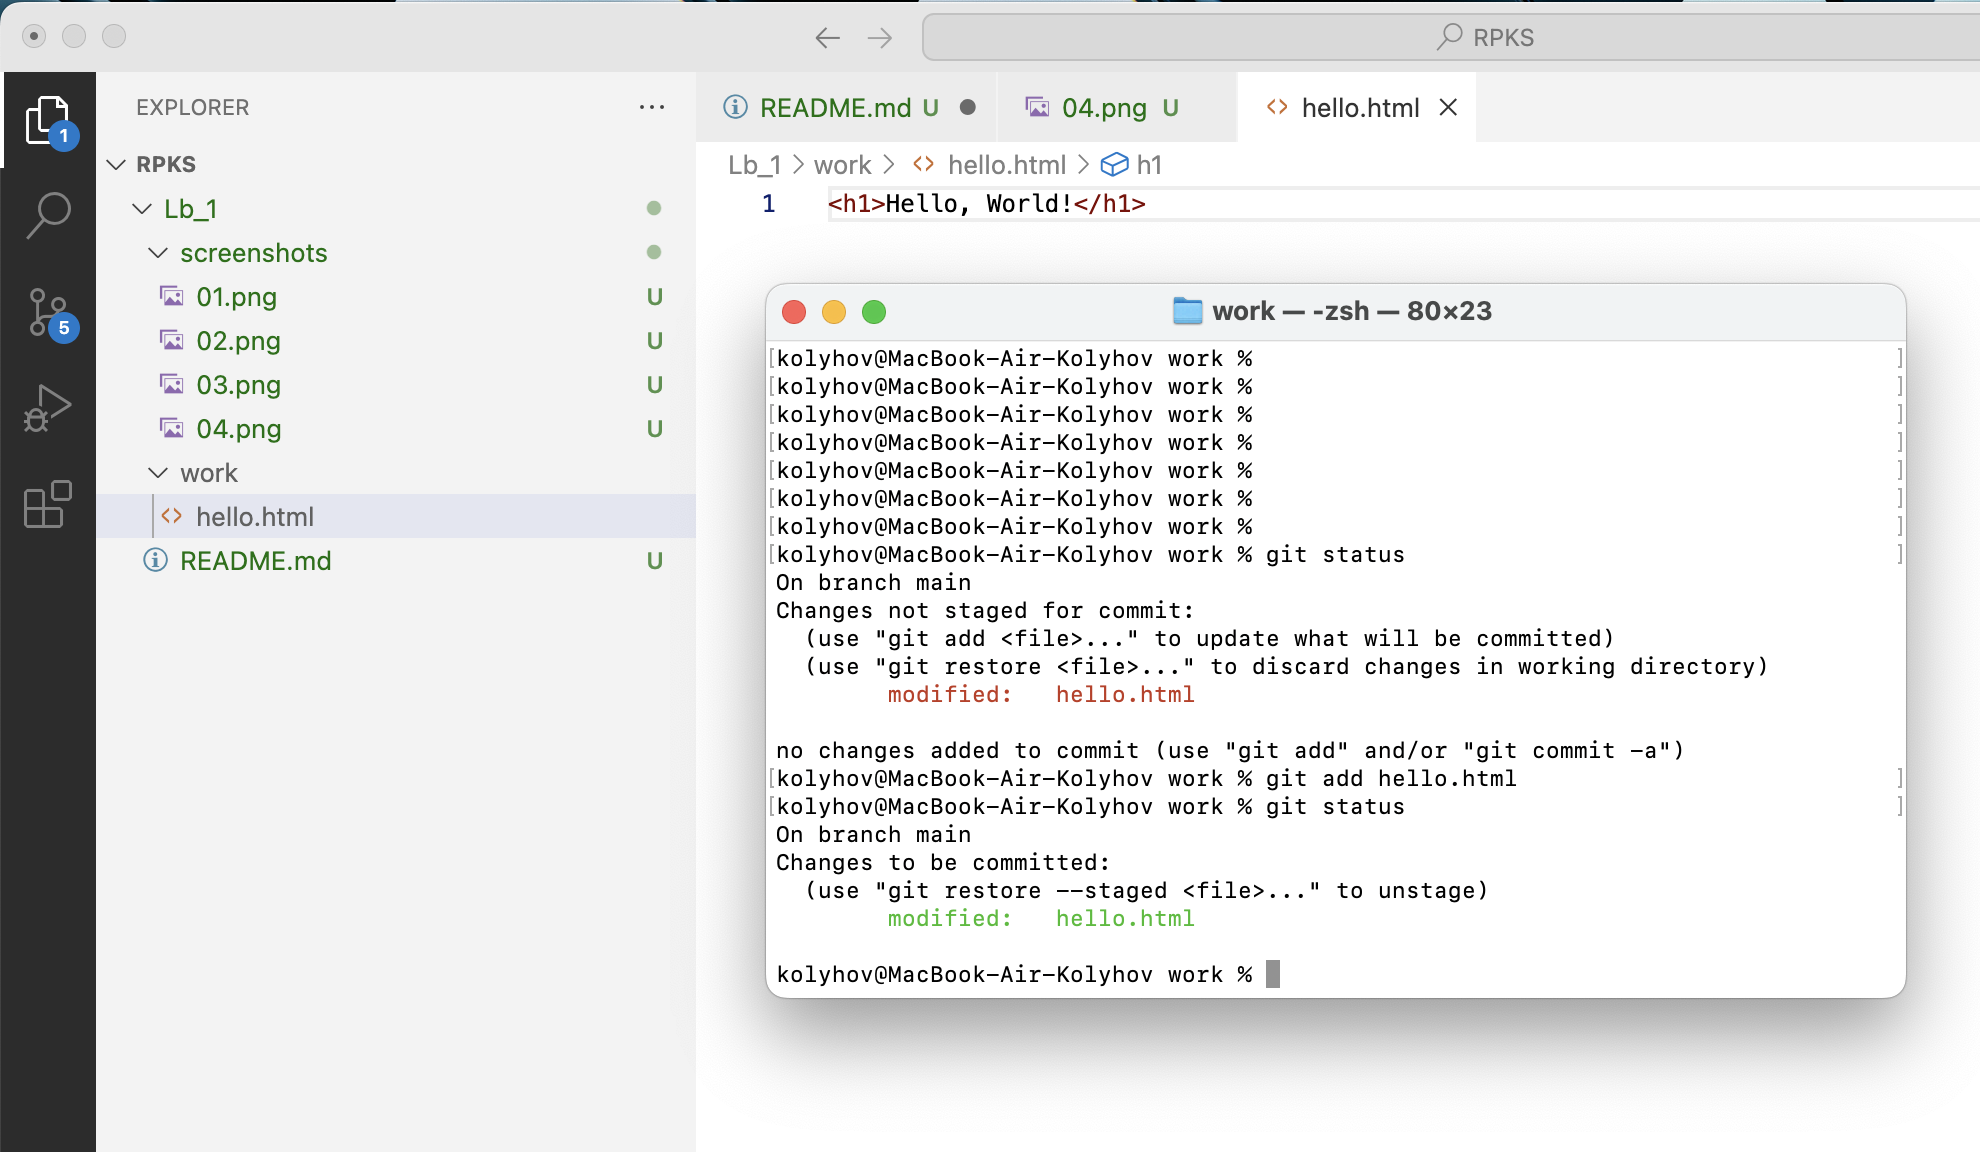 RPKS
EXPLORER
README.md U
04.png U
hello.html
1
RPKS
Lb_1 > work > hello.html > h1
Lb_1
1 <h1>Hello, World!</h1>
screenshots
01.png U
02.png U
5
03.png U
04.png U
work
hello.html
README.md U
work — -zsh — 80×23
[kolyhov@MacBook-Air-Kolyhov work % ]
[kolyhov@MacBook-Air-Kolyhov work % ]
[kolyhov@MacBook-Air-Kolyhov work % ]
[kolyhov@MacBook-Air-Kolyhov work % ]
[kolyhov@MacBook-Air-Kolyhov work % ]
[kolyhov@MacBook-Air-Kolyhov work % ]
[kolyhov@MacBook-Air-Kolyhov work % ]
[kolyhov@MacBook-Air-Kolyhov work % git status ]
On branch main
Changes not staged for commit:
(use "git add <file>..." to update what will be committed)
(use "git restore <file>..." to discard changes in working directory)
modified: hello.html
no changes added to commit (use "git add" and/or "git commit -a")
[kolyhov@MacBook-Air-Kolyhov work % git add hello.html ]
[kolyhov@MacBook-Air-Kolyhov work % git status ]
On branch main
Changes to be committed:
(use "git restore --staged <file>..." to unstage)
modified: hello.html
kolyhov@MacBook-Air-Kolyhov work %